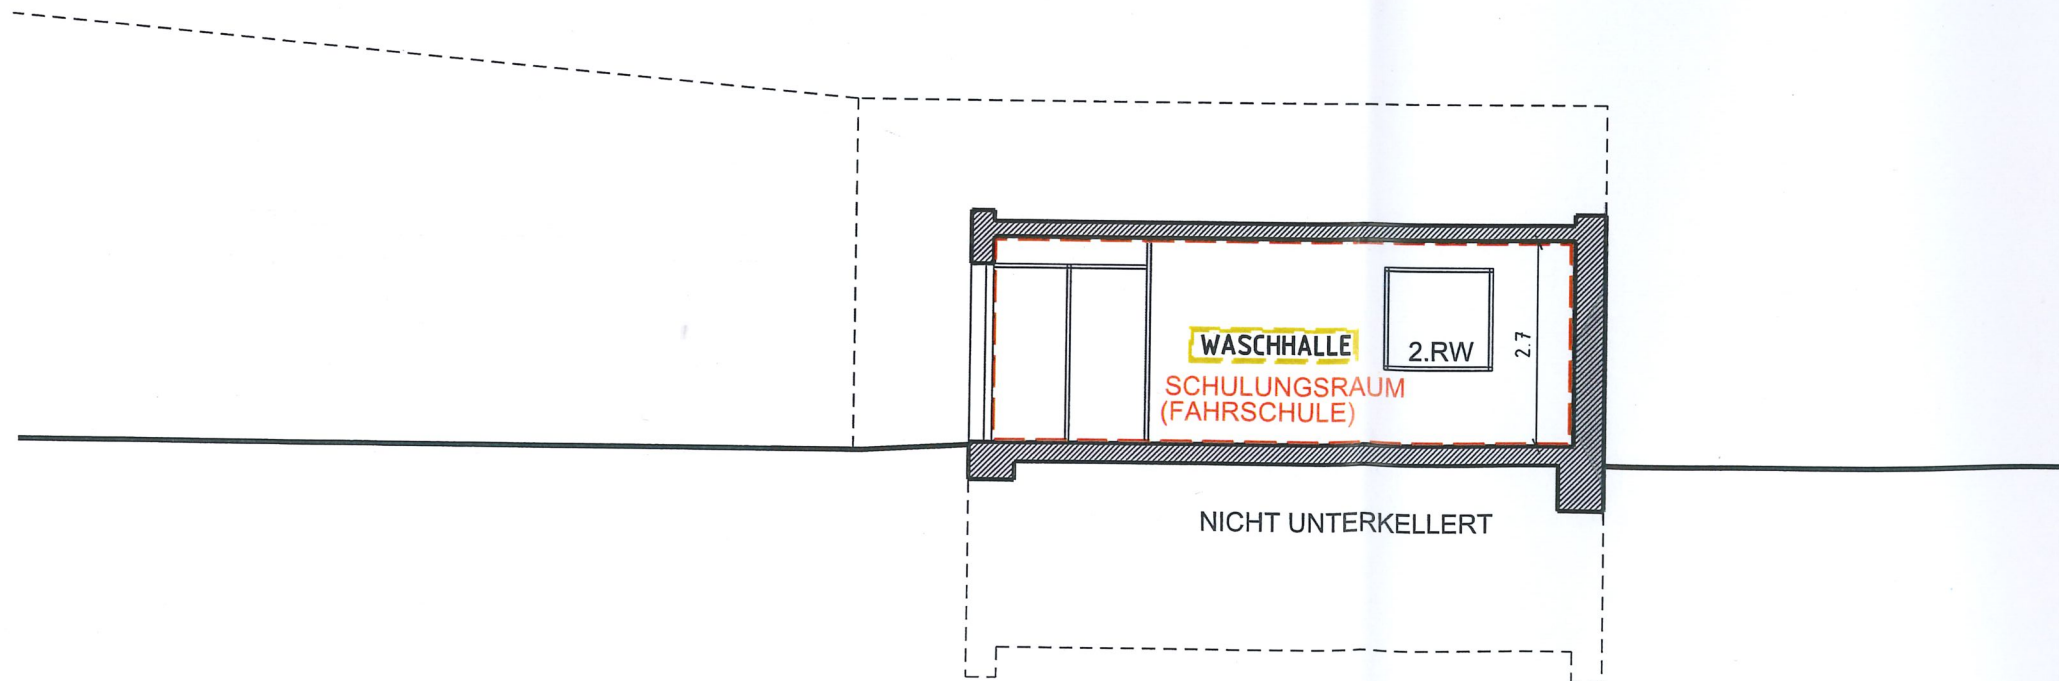 WASCHHALLE
2.RW
2.7
SCHULUNGSRAUM
(FAHRSCHULE)
NICHT UNTERKELLERT